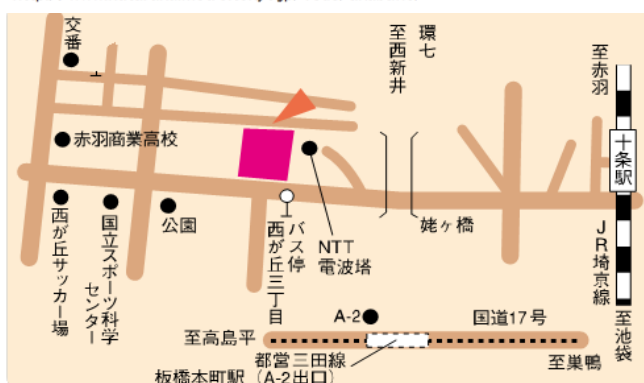 交番
至西新井
環七
至赤羽
赤羽商業高校
十条駅
西が丘サッカー場
国立スポーツ科学
センター
公園
バス停
西が丘三丁目
NTT
電波塔
姥ヶ橋
JR埼京線
至池袋
A-2
国道17号
至高島平
都営三田線
板橋本町駅（A-2出口）
至巣鴨